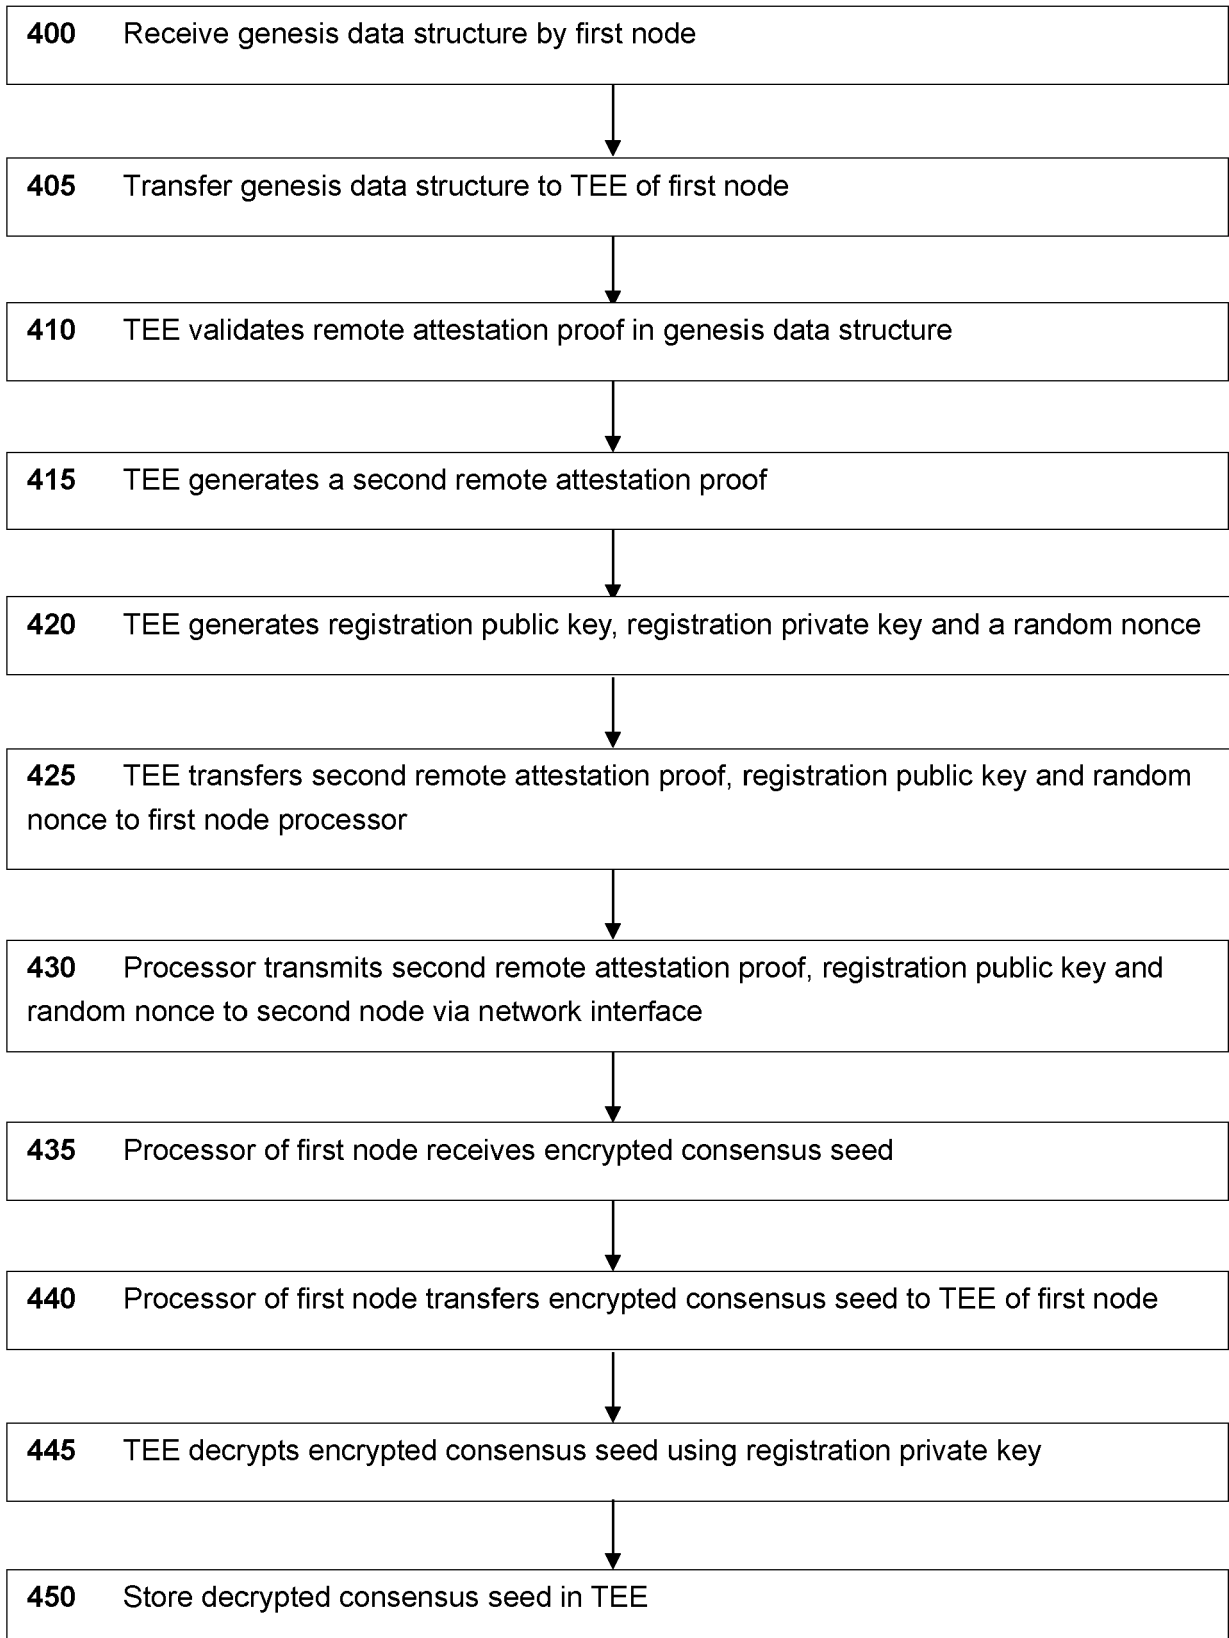 400 Receive genesis data structure by first node
405 Transfer genesis data structure to TEE of first node
410 TEE validates remote attestation proof in genesis data structure
415 TEE generates a second remote attestation proof
420 TEE generates registration public key, registration private key and a random nonce
425 TEE transfers second remote attestation proof, registration public key and random
nonce to first node processor
430 Processor transmits second remote attestation proof, registration public key and
random nonce to second node via network interface
435 Processor of first node receives encrypted consensus seed
440 Processor of first node transfers encrypted consensus seed to TEE of first node
445 TEE decrypts encrypted consensus seed using registration private key
450 Store decrypted consensus seed in TEE